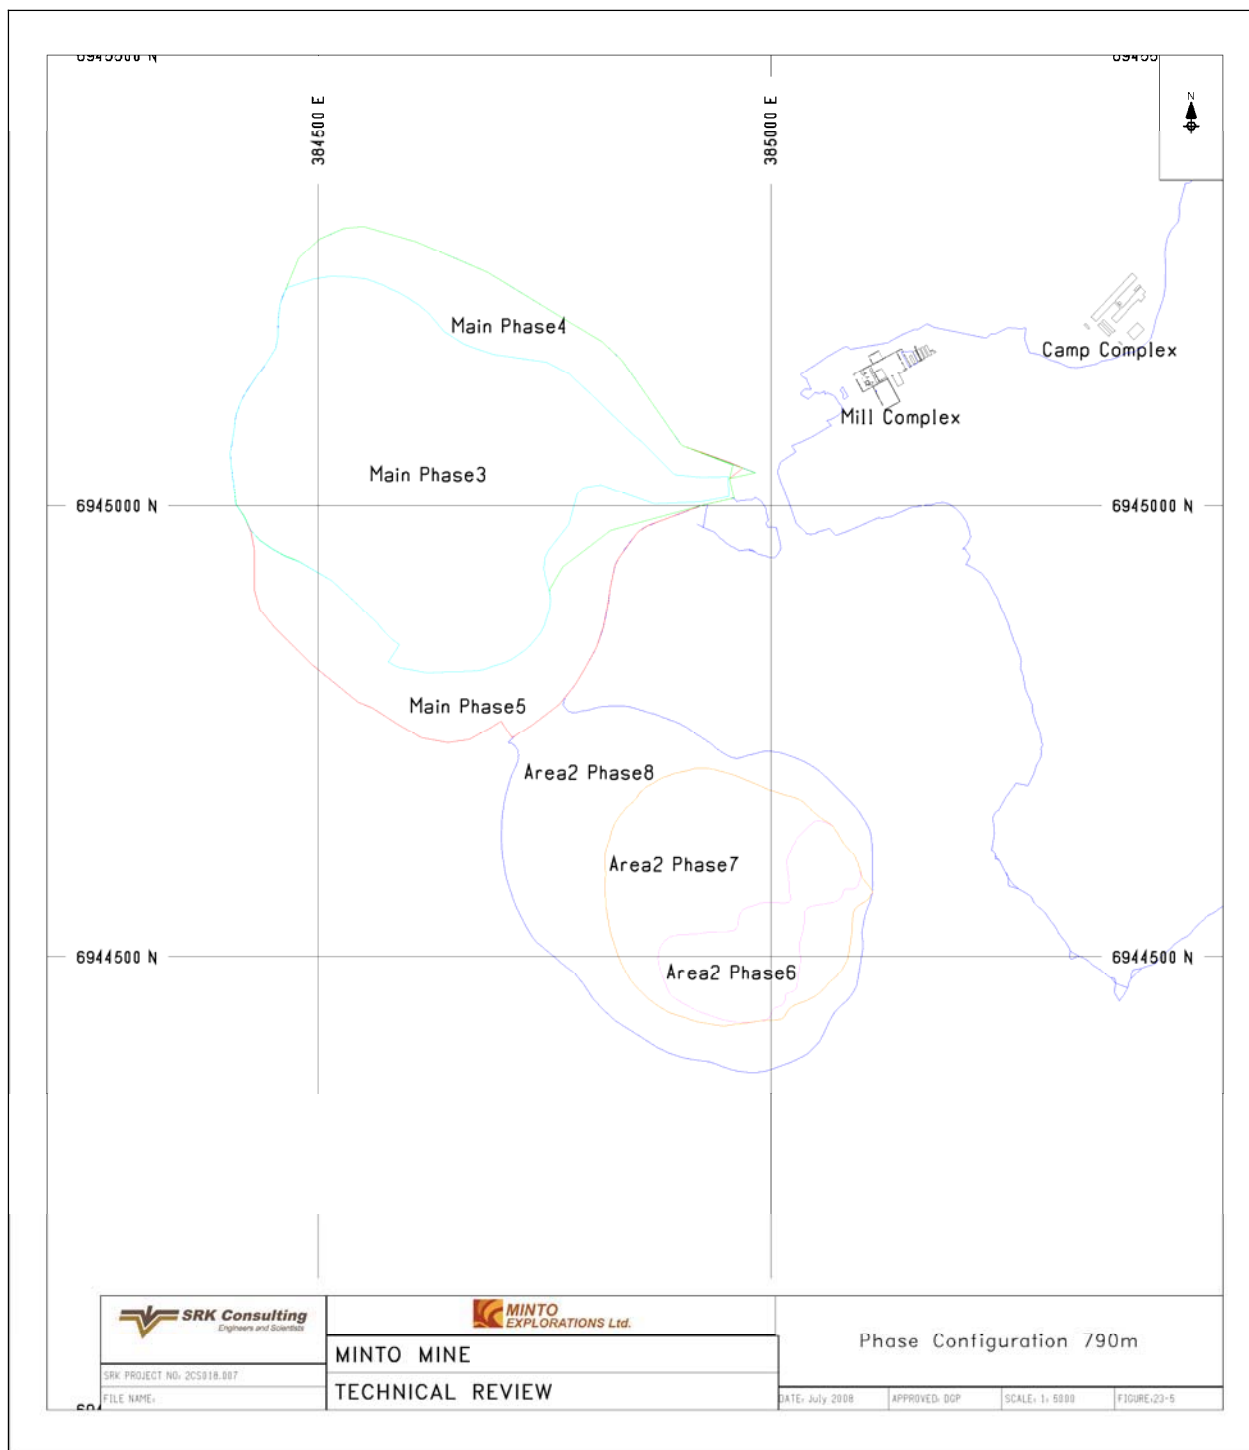 6945500 N
384500 E
385000 E
N
Main Phase4
Camp Complex
Mill Complex
Main Phase3
6945000 N
6945000 N
Main Phase5
Area2 Phase8
Area2 Phase7
6944500 N
Area2 Phase6
6944500 N
SRK Consulting
Engineers and Scientists
MINTO
EXPLORATIONS Ltd.
Phase Configuration 790m
MINTO MINE
SRK PROJECT NO: 2CS018.007
TECHNICAL REVIEW
FILE NAME:
DATE: July 2008
APPROVED: DGP
SCALE: 1: 5000
FIGURE:23-5